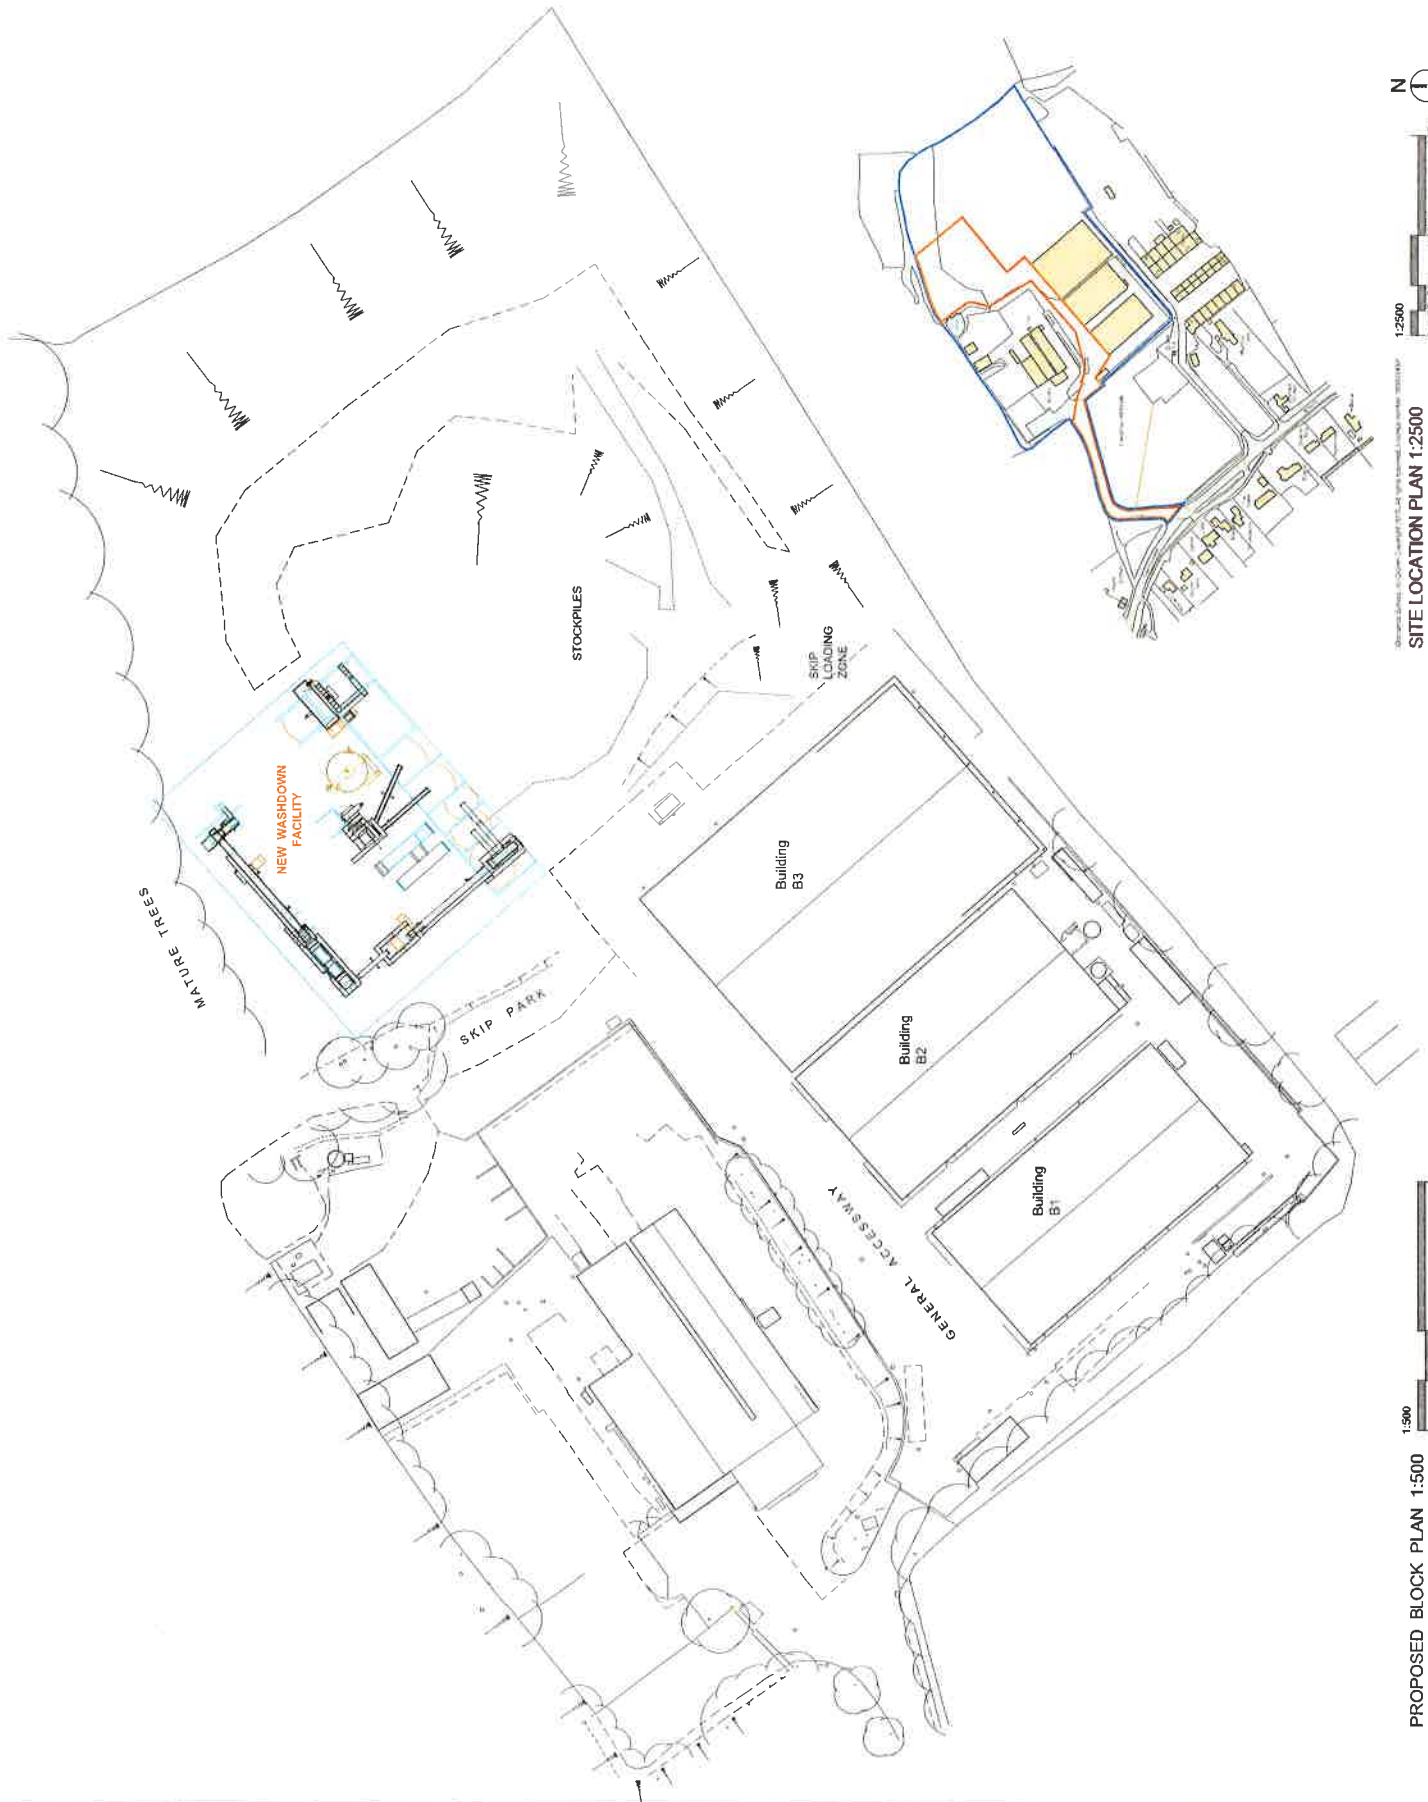 MATURE TREES
NEW WASHDOWN
FACILITY
SKIP PARK
STOCKPILES
SKIP
LOADING
ZONE
Building
B3
Building
B2
Building
B1
GENERAL ACCESSWAY
N
1:2500
SITE LOCATION PLAN 1:2500
1:500
PROPOSED BLOCK PLAN 1:500